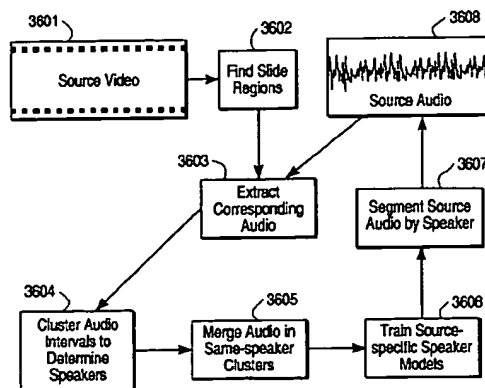 3601
Source Video
3602
Find Slide
Regions
3608
Source Audio
3603
Extract
Corresponding
Audio
3607
Segment Source
Audio by Speaker
3604
Cluster Audio
Intervals to
Determine
Speakers
3605
Merge Audio in
Same-speaker
Clusters
3606
Train Source-
specific Speaker
Models